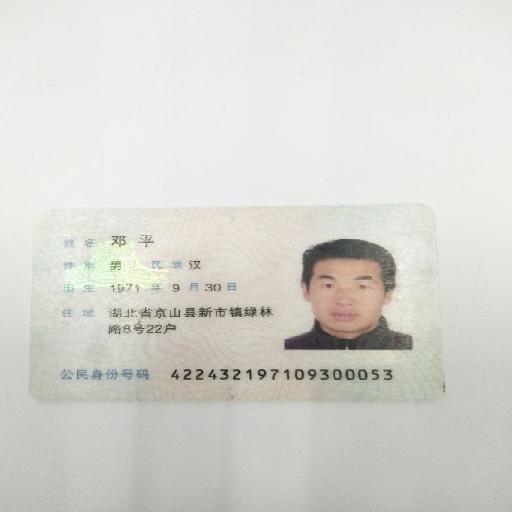 姓名 邓平
性别 男 民族 汉
出生 1971 年 9 月 30 日
住址 湖北省京山县新市镇绿林
路8号22户
公民身份号码 422432197109300053